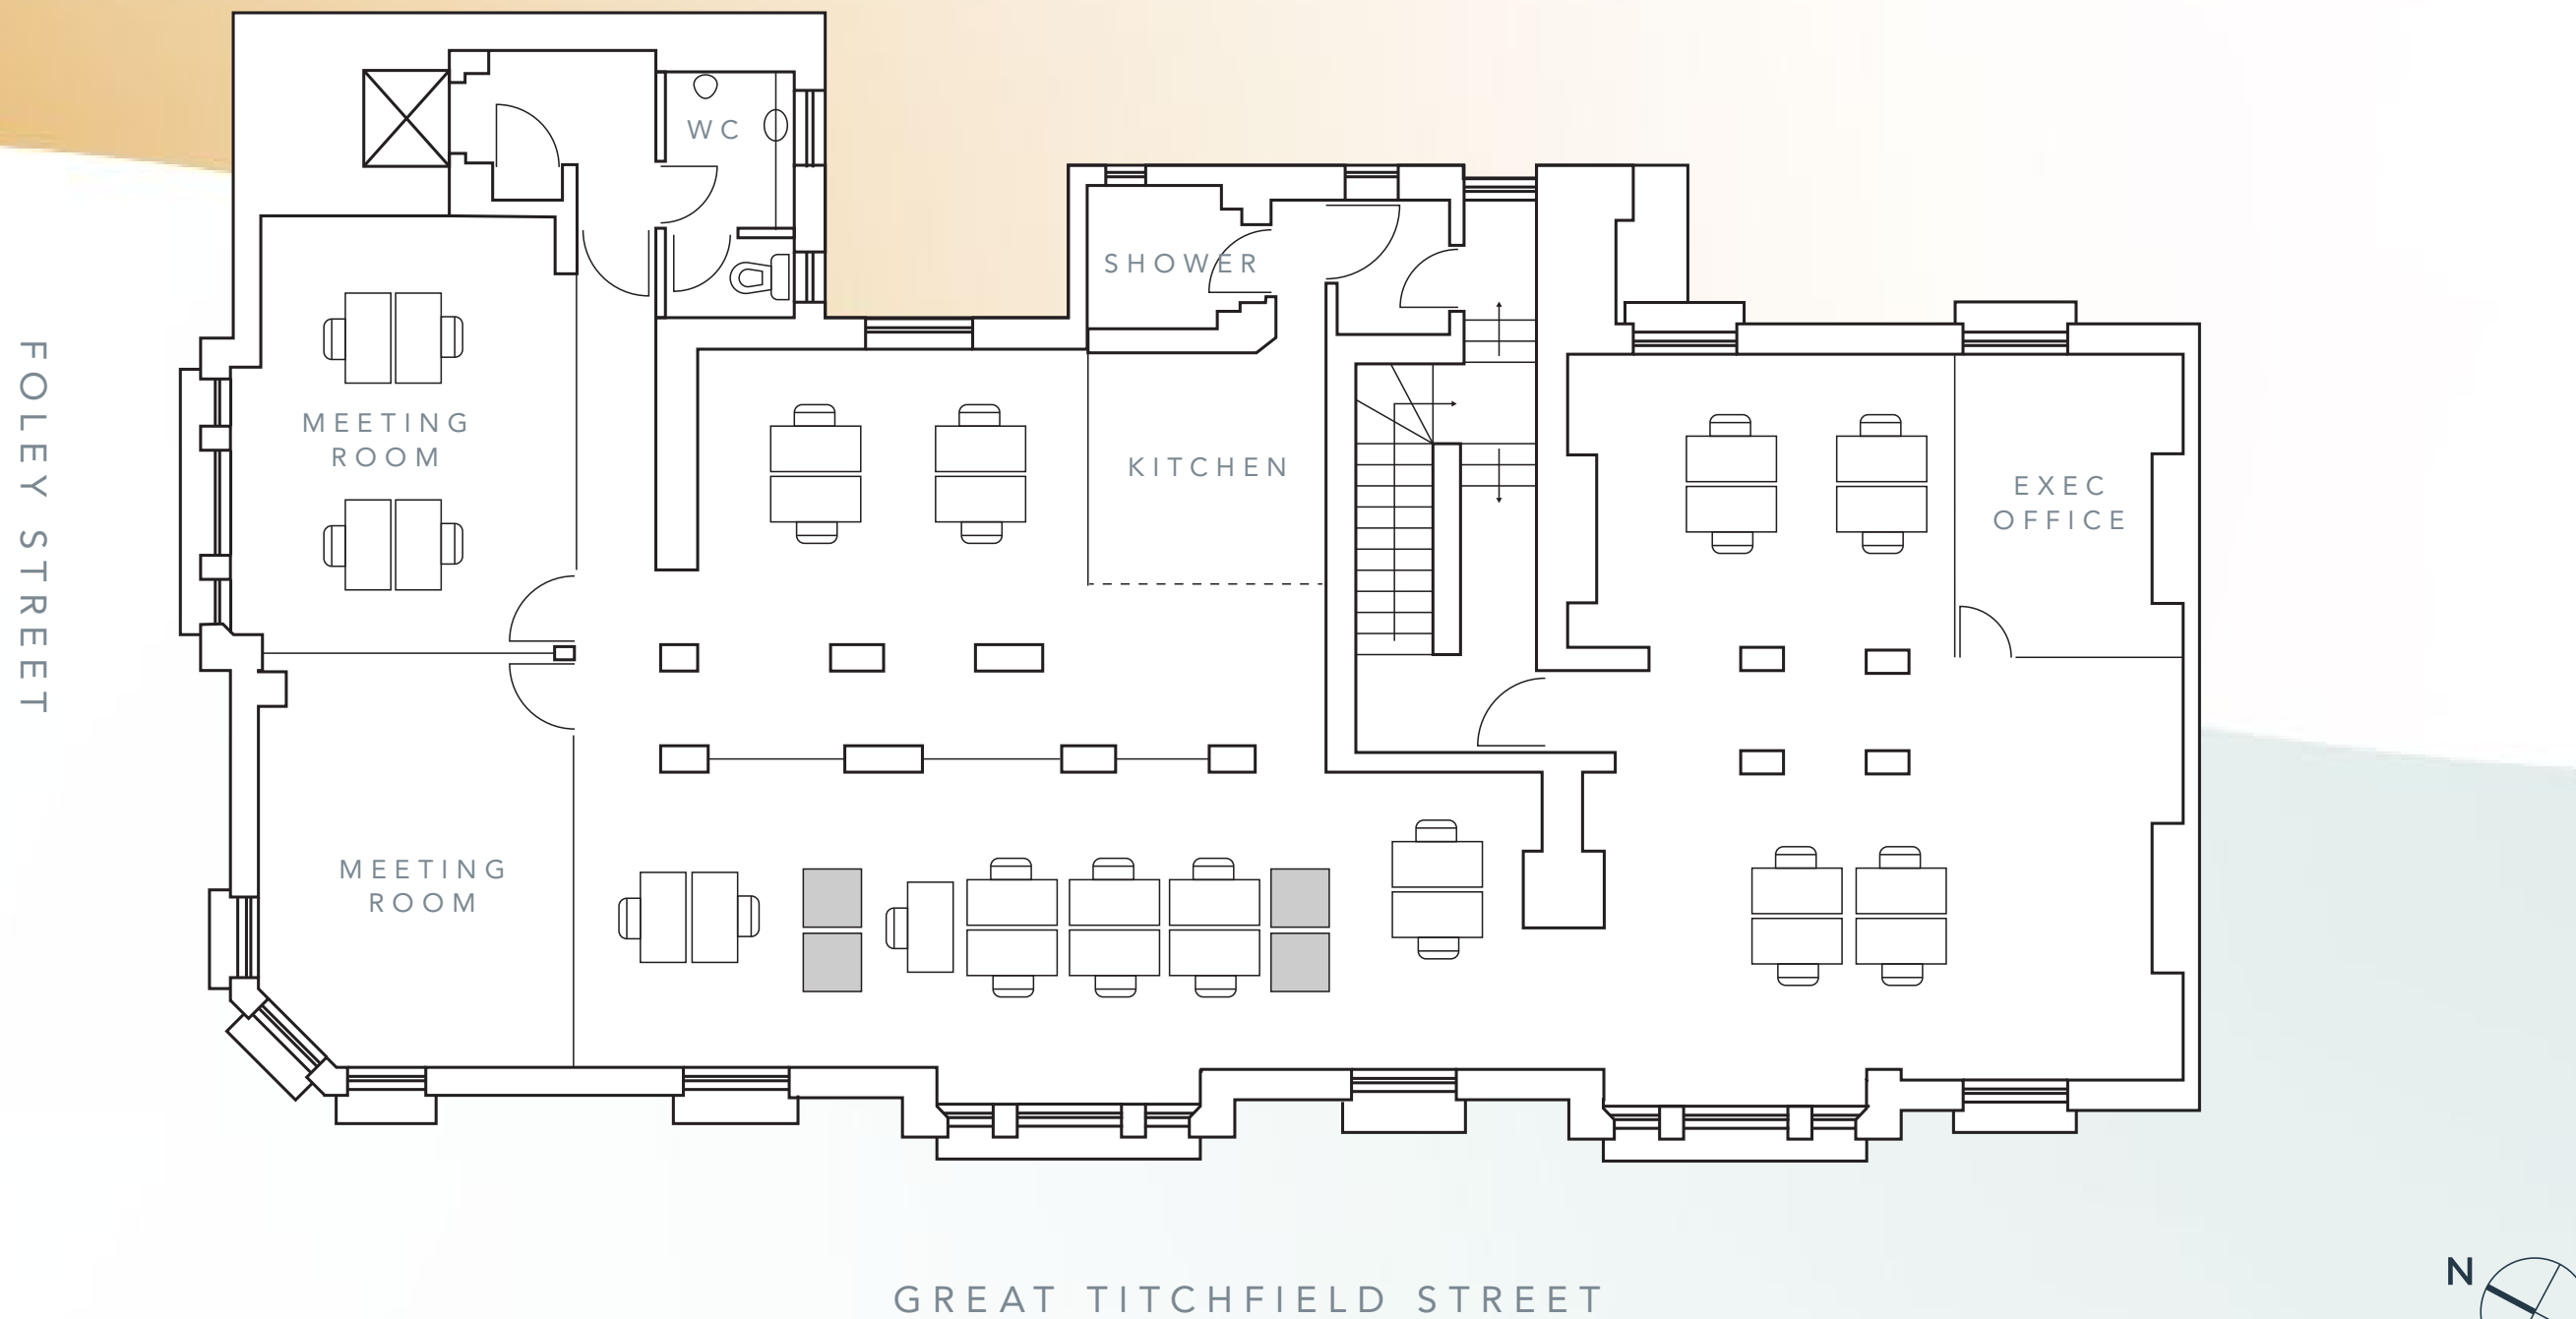 WC
SHOWER
FOLEY STREET
MEETING
ROOM
KITCHEN
EXEC
OFFICE
MEETING
ROOM
N
GREAT TITCHFIELD STREET